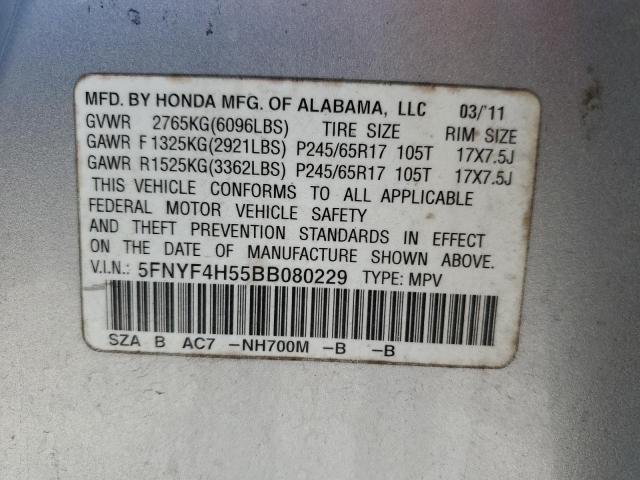 MFD. BY HONDA MFG. OF ALABAMA, LLC 03/'11
GVWR 2765KG(6096LBS) TIRE SIZE RIM SIZE
GAWR F 1325KG(2921LBS) P245/65R17 105T 17X7.5J
GAWR R1525KG(3362LBS) P245/65R17 105T 17X7.5J
THIS VEHICLE CONFORMS TO ALL APPLICABLE
FEDERAL MOTOR VEHICLE SAFETY
AND THEFT PREVENTION STANDARDS IN EFFECT
ON THE DATE OF MANUFACTURE SHOWN ABOVE.
V.I.N.: 5FNYF4H55BB080229 TYPE: MPV
SZA B AC7 -NH700M -B -B